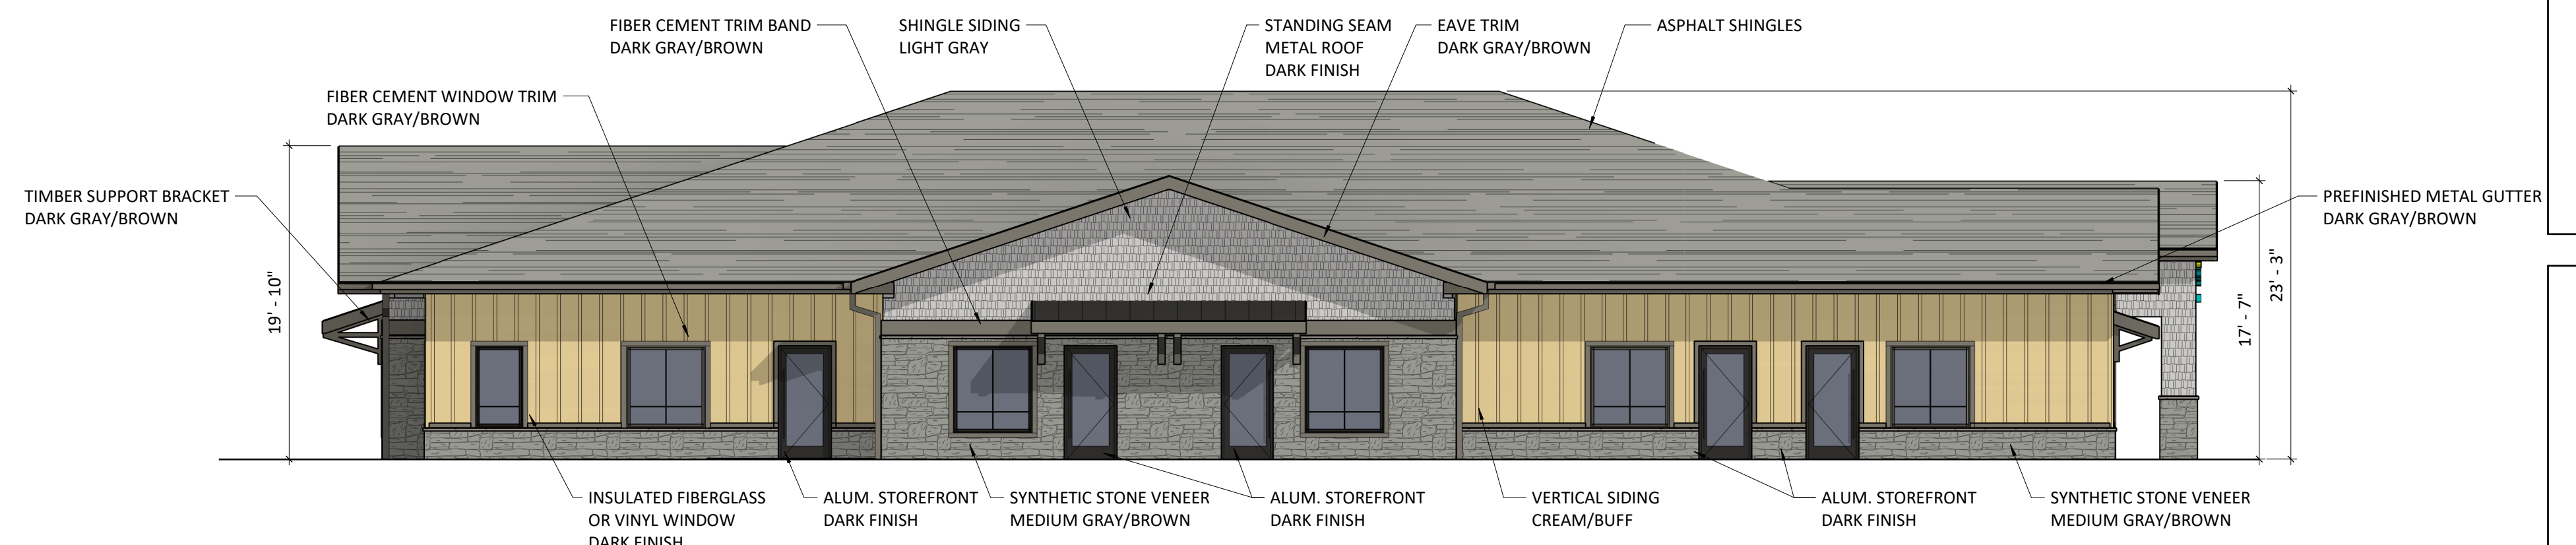 FIBER CEMENT TRIM BAND
DARK GRAY/BROWN
SHINGLE SIDING
LIGHT GRAY
STANDING SEAM
METAL ROOF
DARK FINISH
EAVE TRIM
DARK GRAY/BROWN
ASPHALT SHINGLES
FIBER CEMENT WINDOW TRIM
DARK GRAY/BROWN
TIMBER SUPPORT BRACKET
DARK GRAY/BROWN
PREFINISHED METAL GUTTER
DARK GRAY/BROWN
19' - 10"
17' - 7"
23' - 3"
INSULATED FIBERGLASS
OR VINYL WINDOW
DARK FINISH
ALUM. STOREFRONT
DARK FINISH
SYNTHETIC STONE VENEER
MEDIUM GRAY/BROWN
ALUM. STOREFRONT
DARK FINISH
VERTICAL SIDING
CREAM/BUFF
ALUM. STOREFRONT
DARK FINISH
SYNTHETIC STONE VENEER
MEDIUM GRAY/BROWN